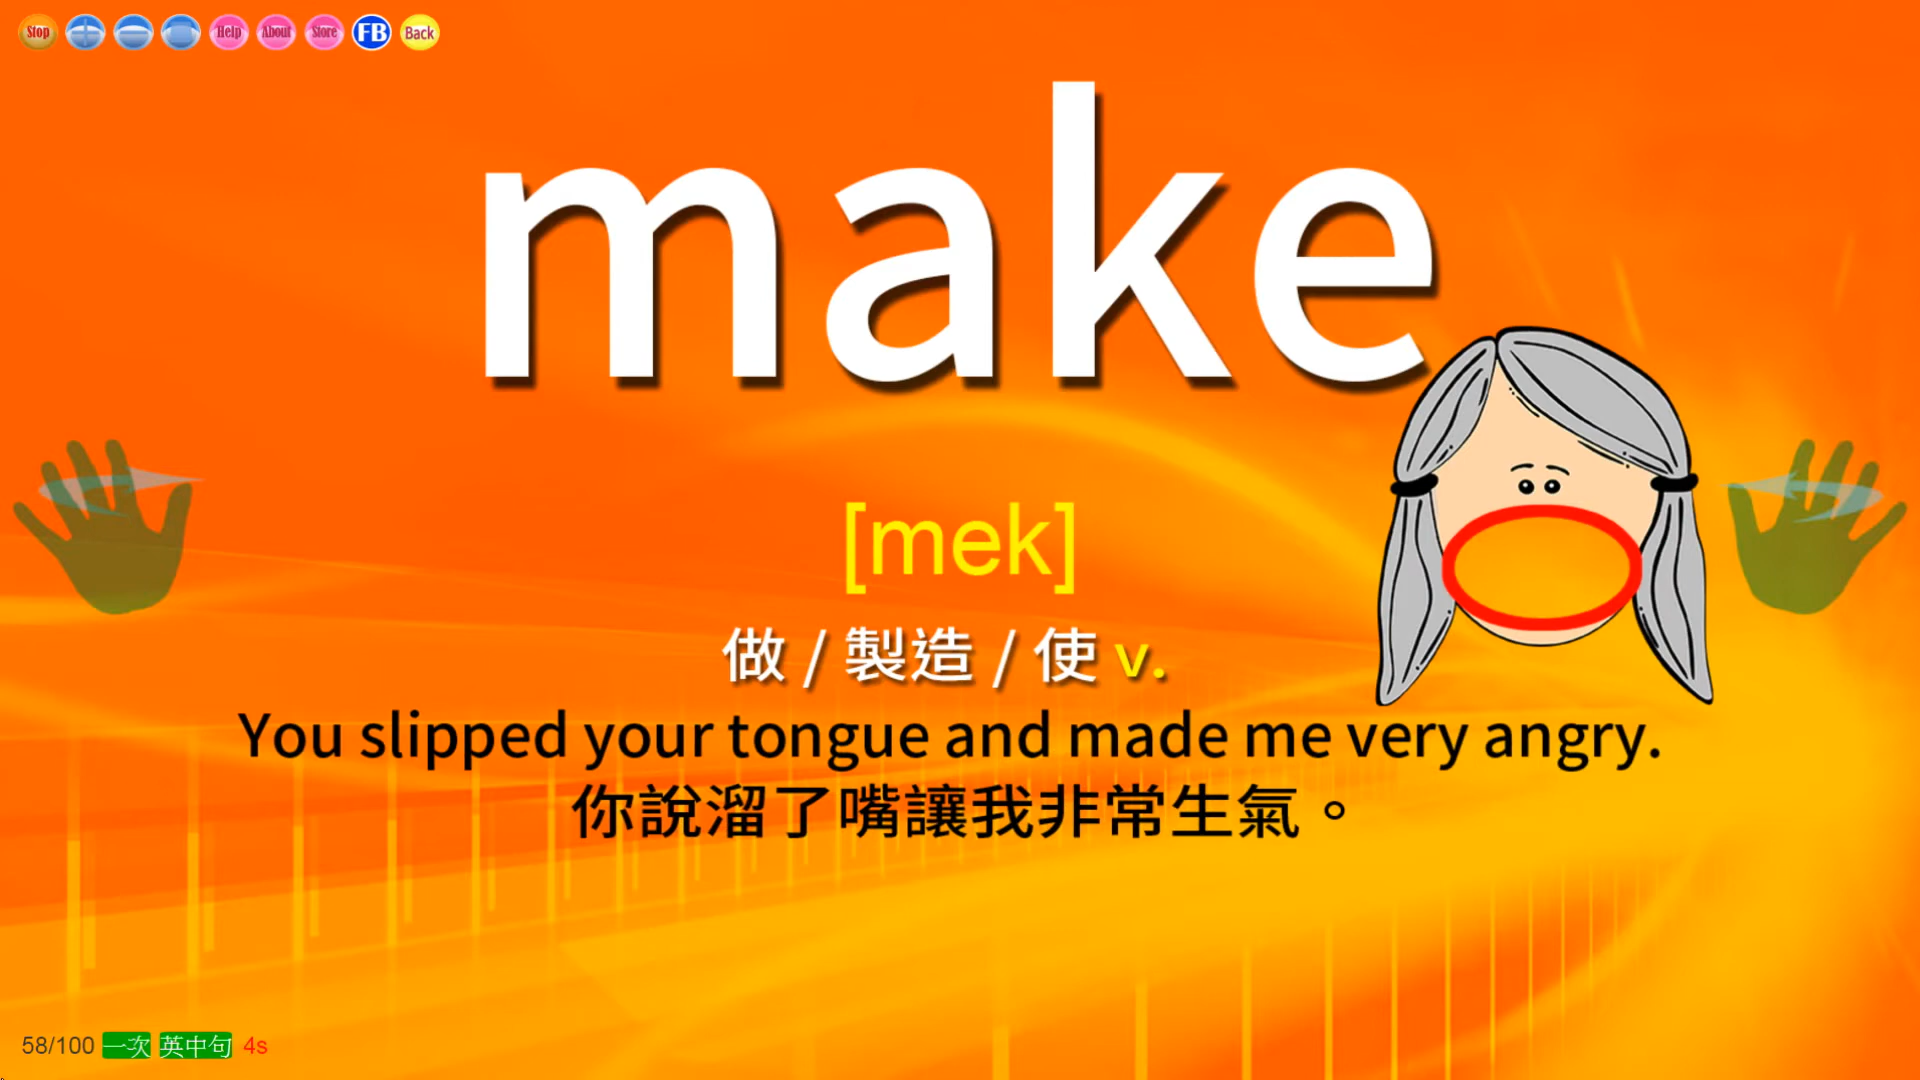 Stop Help About Store FB Back
make
[mek]
做 / 製造 / 使 v.
You slipped your tongue and made me very angry.
你說溜了嘴讓我非常生氣。
58/100 一次 英中句 4s